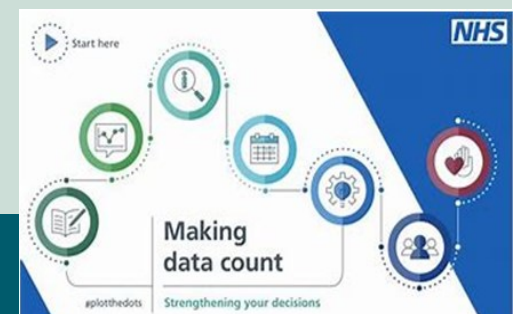 Start here
NHS
Making
data count
#plotthedots
Strengthening your decisions